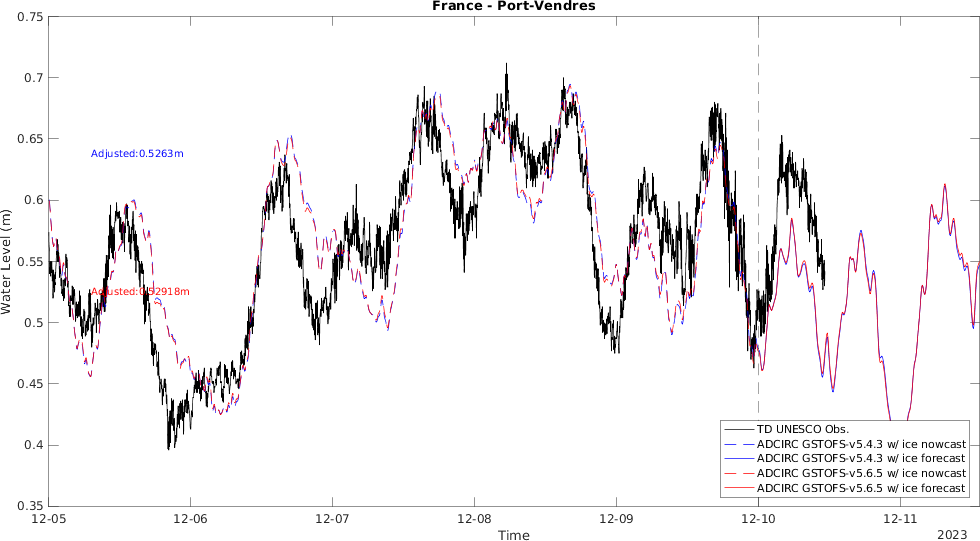 France - Port-Vendres
0.75
0.7
0.65
0.6
0.55
0.5
0.45
0.4
0.35
Water Level (m)
Adjusted:0.5263m
Adjusted:0.52918m
TD UNESCO Obs.
ADCIRC GSTOFS-v5.4.3 w/ ice nowcast
ADCIRC GSTOFS-v5.4.3 w/ ice forecast
ADCIRC GSTOFS-v5.6.5 w/ ice nowcast
ADCIRC GSTOFS-v5.6.5 w/ ice forecast
12-05 12-06 12-07 12-08 12-09 12-10 12-11
Time
2023